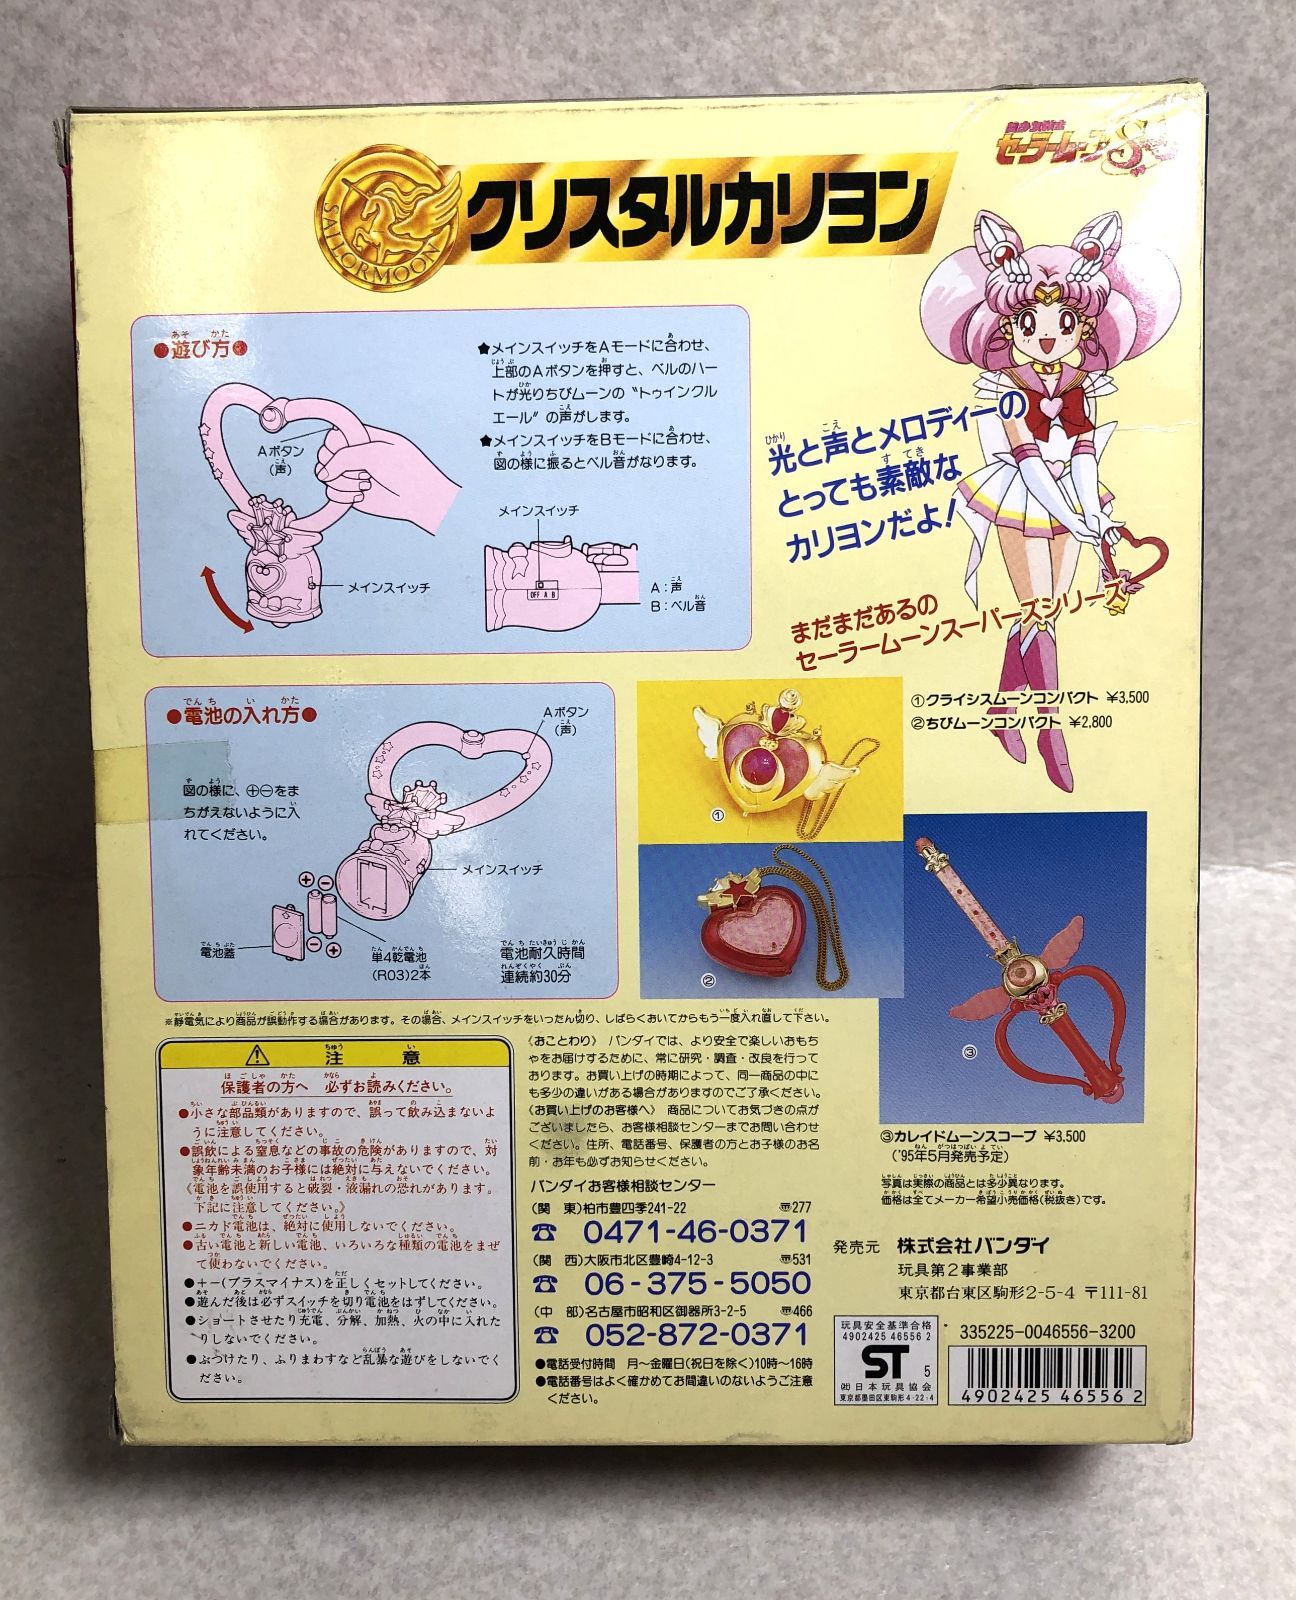 美少女戦士
セーラームーンS
SAILORMOON
クリスタルカリヨン
●遊び方●
★メインスイッチをAモードに合わせ、
上部のAボタンを押すと、ベルのハー
トが光りちびムーンの〝トゥインクル
エール〟の声がします。
★メインスイッチをBモードに合わせ、
図の様に振るとベル音がなります。
Aボタン
(声)
メインスイッチ
メインスイッチ
OFF A B
A：声
B：ベル音
光と声とメロディーの
とっても素敵な
カリヨンだよ!
まだまだあるの
セーラームーンスーパーズシリーズ
●電池の入れ方●
図の様に、⊕⊖をま
ちがえないように入
れてください。
Aボタン
(声)
メインスイッチ
電池蓋
単4乾電池
(R03)2本
電池耐久時間
連続約30分
①クライシスムーンコンパクト ¥3,500
②ちびムーンコンパクト ¥2,800
①
②
③
③カレイドムーンスコープ ¥3,500
('95年5月発売予定)
写真は実際の商品とは多少異なります。
価格は全てメーカー希望小売価格(税抜き)です。
※静電気により商品が誤動作する場合があります。その場合、メインスイッチをいったん切り、しばらくおいてからもう一度入れ直して下さい。
注意
保護者の方へ 必ずお読みください。
●小さな部品類がありますので、誤って飲み込まないよ
うに注意してください。
●誤飲による窒息などの事故の危険がありますので、対
象年齢未満のお子様には絶対に与えないでください。
《電池を誤使用すると破裂・液漏れの恐れがあります。
下記に注意してください。》
●ニカド電池は、絶対に使用しないでください。
●古い電池と新しい電池、いろいろな種類の電池をまぜ
て使わないでください。
●+−(プラスマイナス)を正しくセットしてください。
●遊んだ後は必ずスイッチを切り電池をはずしてください。
●ショートさせたり充電、分解、加熱、火の中に入れた
りしないでください。
●ぶつけたり、ふりまわすなど乱暴な遊びをしないでく
ださい。
〈おことわり〉 バンダイでは、より安全で楽しいおもち
ゃをお届けするために、常に研究・調査・改良を行って
おります。お買い上げの時期によって、同一商品の中に
も多少の違いがある場合がありますのでご了承ください。
〈お買い上げのお客様へ〉 商品についてお気づきの点が
ございましたら、お客様相談センターまでお問い合わせ
ください。住所、電話番号、保護者の方とお子様のお名
前・お年も必ずお知らせください。
バンダイお客様相談センター
(関 東)柏市豊四季241-22 〠277
☎ 0471-46-0371
(関 西)大阪市北区豊崎4-12-3 〠531
☎ 06-375-5050
(中 部)名古屋市昭和区御器所3-2-5 〠466
☎ 052-872-0371
●電話受付時間 月〜金曜日(祝日を除く)10時〜16時
●電話番号はよく確かめてお間違いのないようご注意
ください。
発売元 株式会社バンダイ
玩具第2事業部
東京都台東区駒形2-5-4 〒111-81
玩具安全基準合格
4902425 46556 2
ST 5
㈳日本玩具協会
東京都墨田区東駒形4-22-4
335225-0046556-3200
4902425 465562